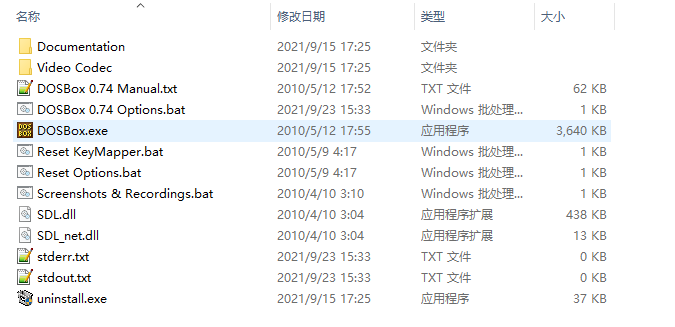 名称 修改日期 类型 大小
Documentation 2021/9/15 17:25 文件夹
Video Codec 2021/9/15 17:25 文件夹
DOSBox 0.74 Manual.txt 2010/5/12 17:52 TXT 文件 62 KB
DOSBox 0.74 Options.bat 2021/9/23 15:33 Windows 批处理... 1 KB
DOSBox.exe 2010/5/12 17:55 应用程序 3,640 KB
Reset KeyMapper.bat 2010/5/9 4:17 Windows 批处理... 1 KB
Reset Options.bat 2010/5/9 4:17 Windows 批处理... 1 KB
Screenshots & Recordings.bat 2010/4/10 3:10 Windows 批处理... 1 KB
SDL.dll 2010/4/10 3:04 应用程序扩展 438 KB
SDL_net.dll 2010/4/10 3:04 应用程序扩展 13 KB
stderr.txt 2021/9/23 15:33 TXT 文件 0 KB
stdout.txt 2021/9/23 15:33 TXT 文件 0 KB
uninstall.exe 2021/9/15 17:25 应用程序 37 KB